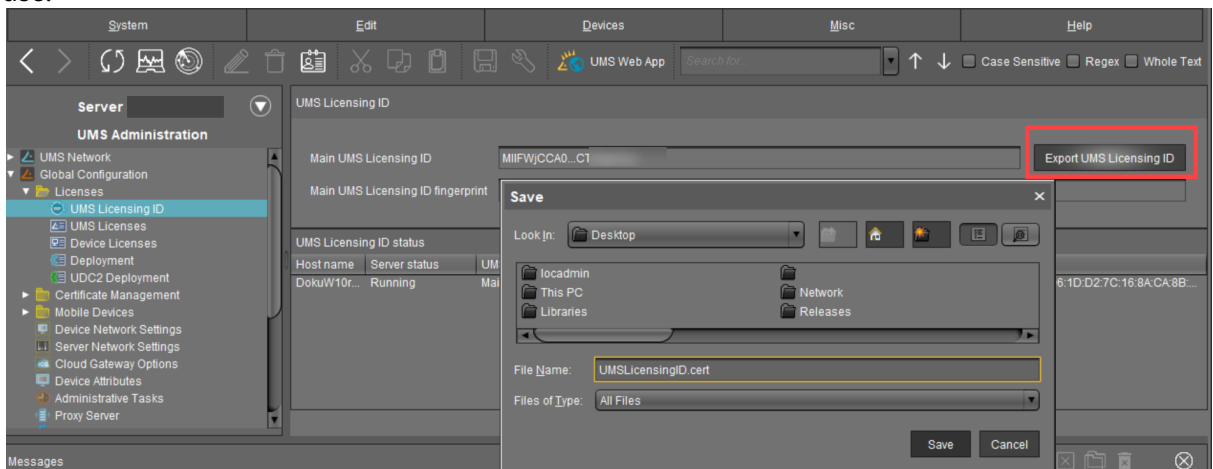 System Edit Devices Misc Help
UMS Web App Search for... Case Sensitive Regex Whole Text
Server
UMS Administration
UMS Network
Global Configuration
Licenses
UMS Licensing ID
UMS Licenses
Device Licenses
Deployment
UDC2 Deployment
Certificate Management
Mobile Devices
Device Network Settings
Server Network Settings
Cloud Gateway Options
Device Attributes
Administrative Tasks
Proxy Server
UMS Licensing ID
Main UMS Licensing ID MIIFWjCCA0...CT Export UMS Licensing ID
Main UMS Licensing ID fingerprint
UMS Licensing ID status
Host name Server status UM
DokuW10r... Running Mai 6:1D:D2:7C:16:8A:CA:8B:...
Save
Look In: Desktop
locadmin
This PC Network
Libraries Releases
File Name: UMSLicensingID.cert
Files of Type: All Files
Save Cancel
Messages